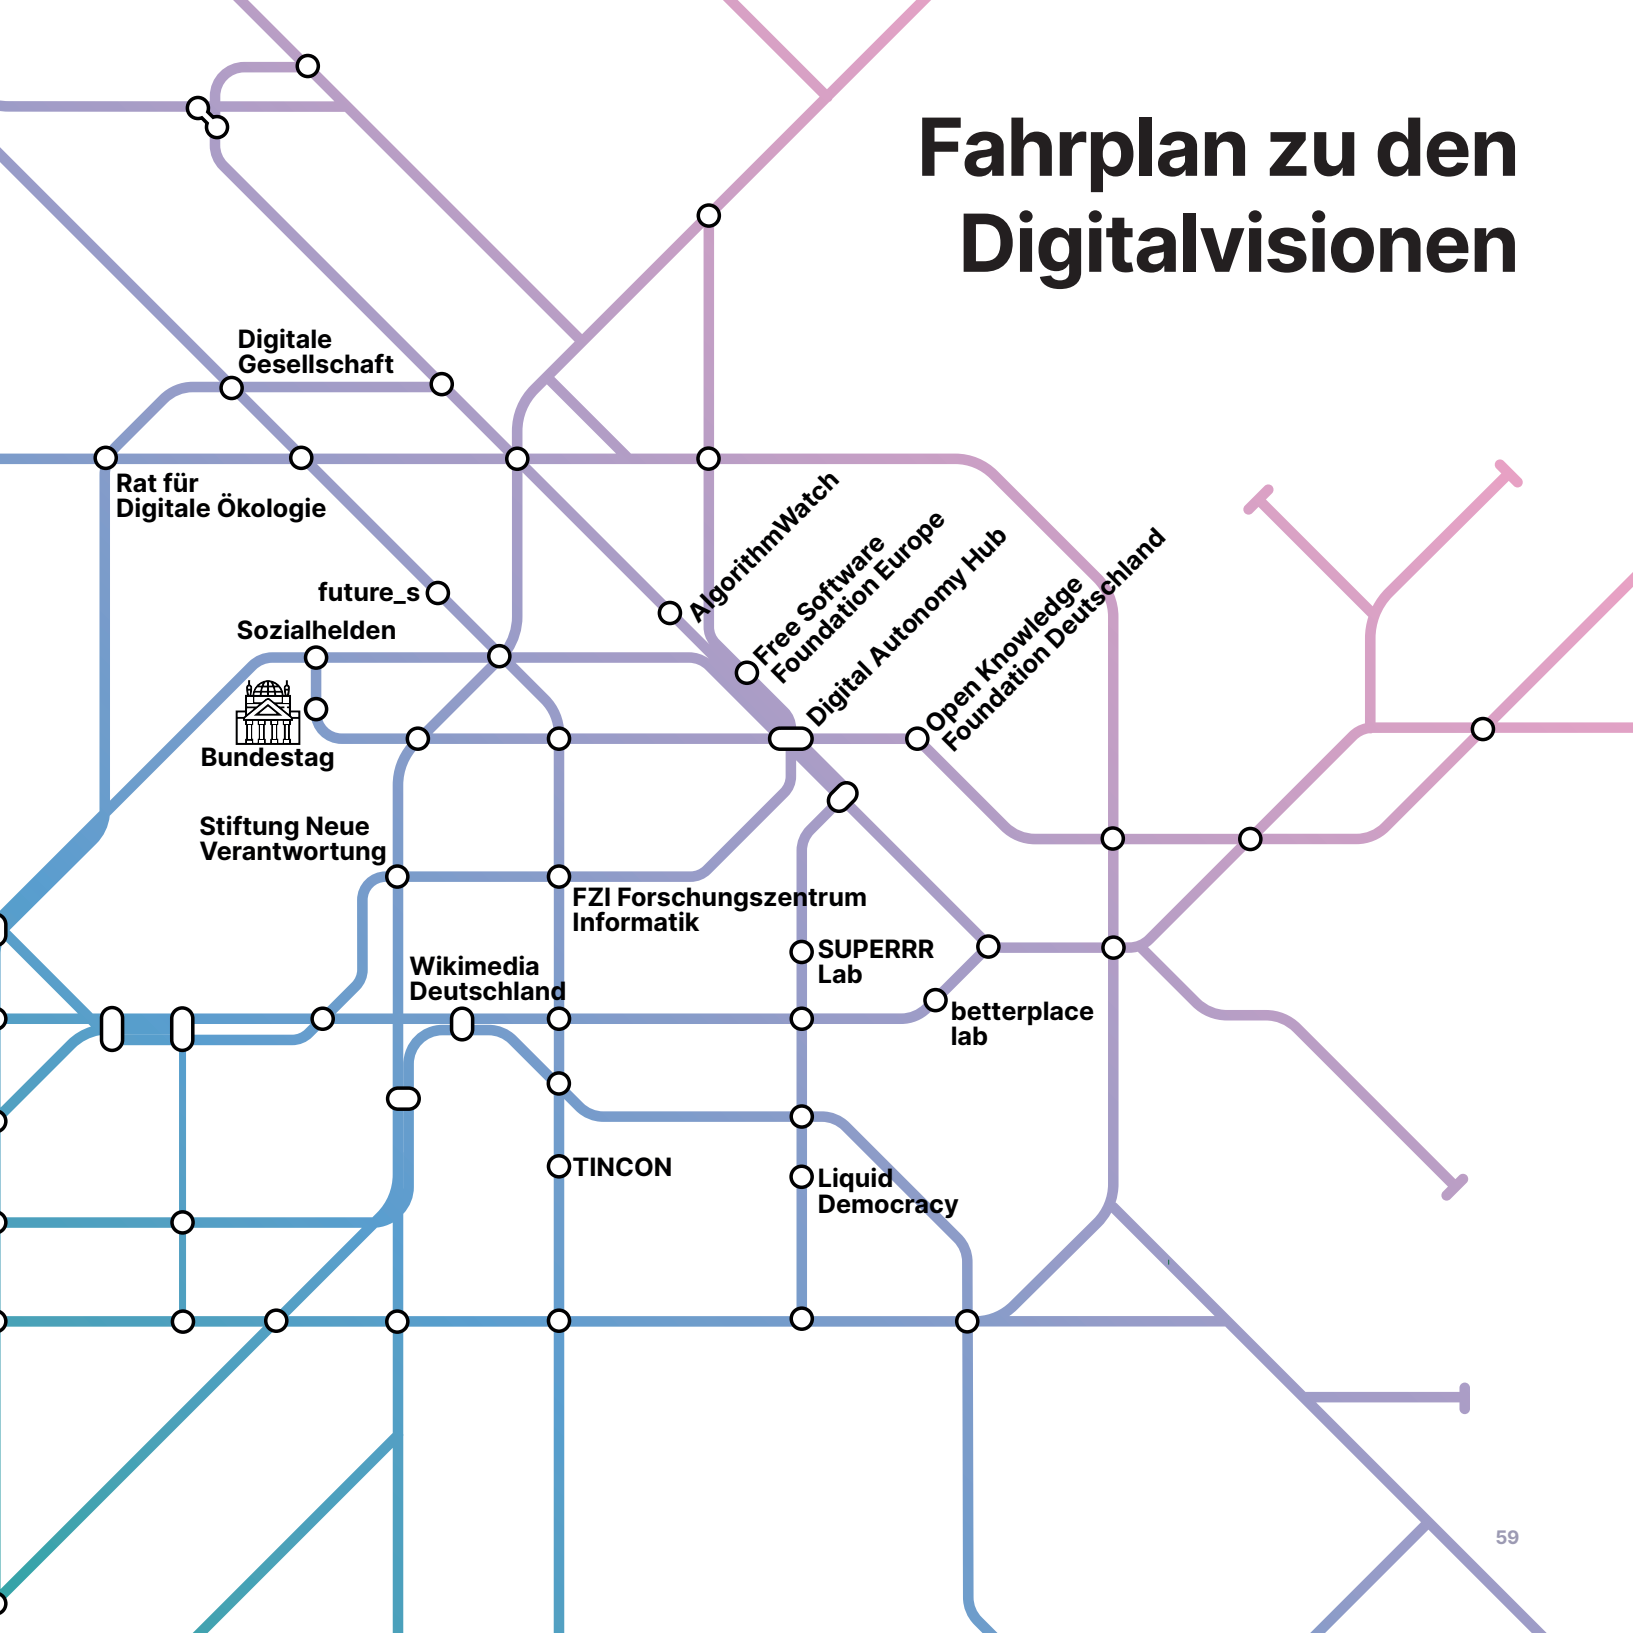 Fahrplan zu den
Digitalvisionen
Digitale
Gesellschaft
Rat für
Digitale Ökologie
AlgorithmWatch
Free Software
Foundation Europe
Digital Autonomy Hub
Open Knowledge
Foundation Deutschland
future_s
Sozialhelden
Bundestag
Stiftung Neue
Verantwortung
FZI Forschungszentrum
Informatik
Wikimedia
Deutschland
SUPERRR
Lab
betterplace
lab
TINCON
Liquid
Democracy
59